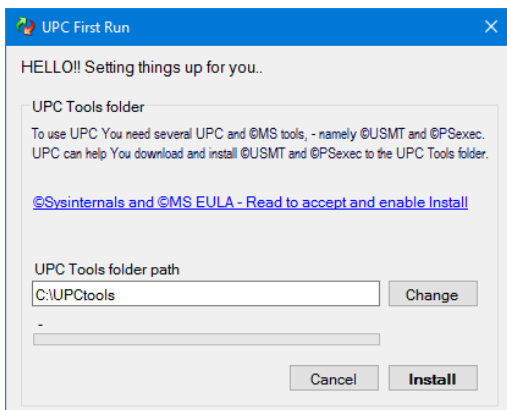 UPC First Run
HELLO!! Setting things up for you..
UPC Tools folder
To use UPC You need several UPC and ©MS tools, - namely ©USMT and ©PSexec.
UPC can help You download and install ©USMT and ©PSexec to the UPC Tools folder.
©Sysinternals and ©MS EULA - Read to accept and enable Install
UPC Tools folder path
C:\UPCtools
Change
-
Cancel
Install